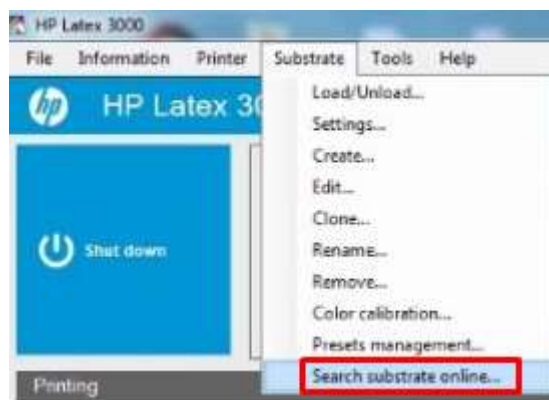 HP Latex 3000
File Information Printer Substrate Tools Help
hp HP Latex 30
Load/Unload...
Settings...
Create...
Edit...
Clone...
Rename...
Remove...
Color calibration...
Presets management...
Search substrate online...
Shut down
Printing